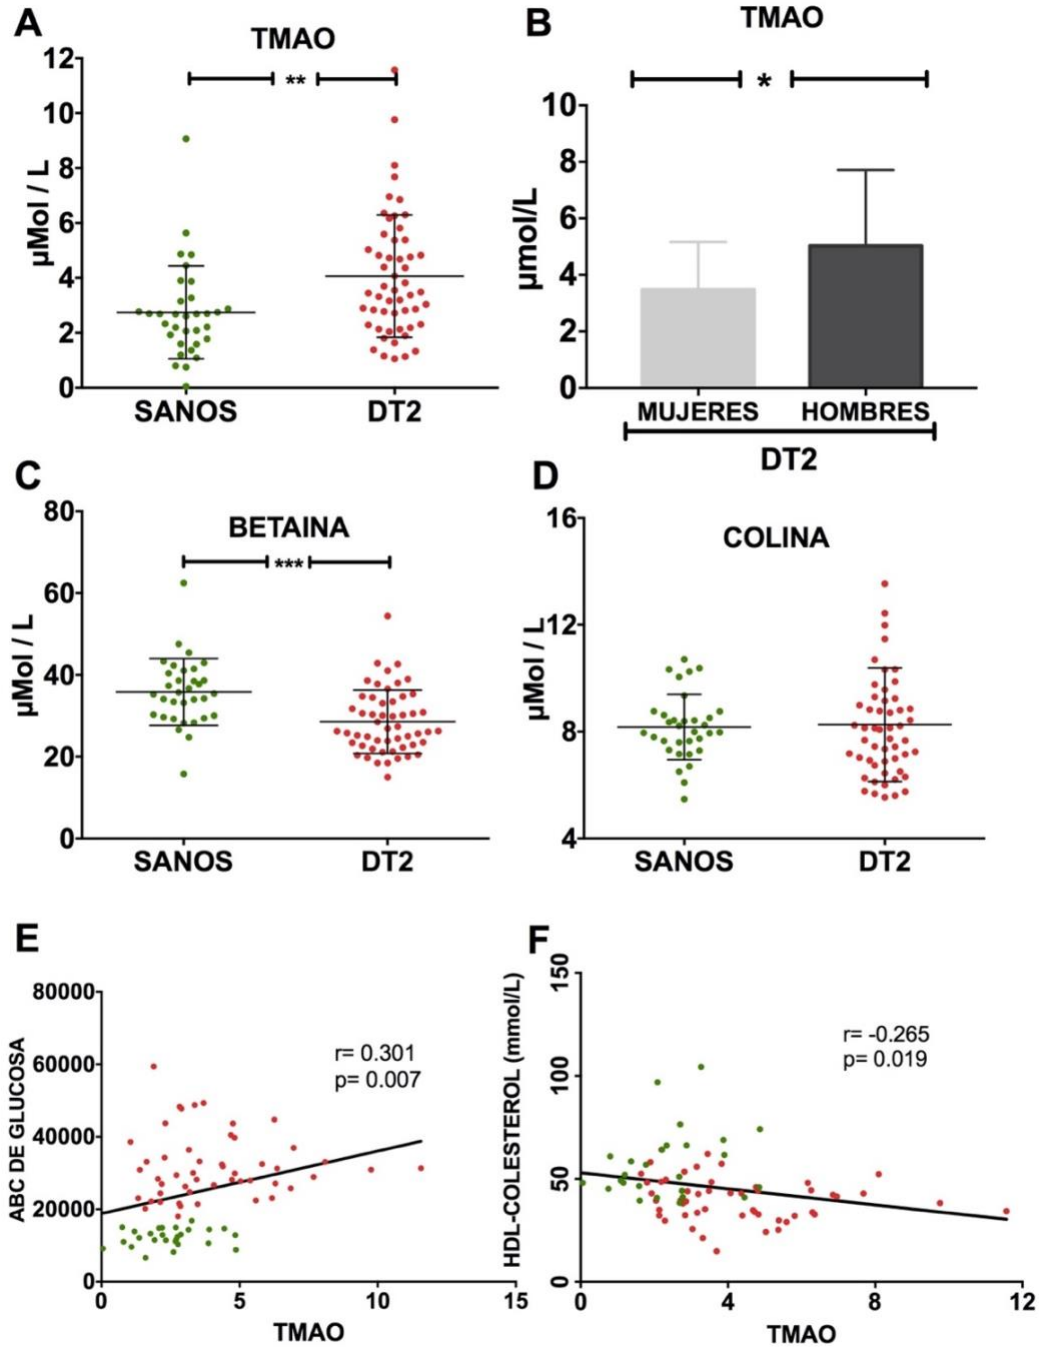 A
TMAO
**
μMol / L
12
10
8
6
4
2
0
SANOS
DT2
B
TMAO
*
μmol/L
10
8
6
4
2
0
MUJERES
HOMBRES
DT2
C
BETAINA
***
μMol / L
80
60
40
20
0
SANOS
DT2
D
COLINA
μMol / L
16
12
8
4
SANOS
DT2
E
ABC DE GLUCOSA
80000
60000
40000
20000
0
r= 0.301
p= 0.007
0 5 10 15
TMAO
F
HDL-COLESTEROL (mmol/L)
150
100
50
0
r= -0.265
p= 0.019
0 4 8 12
TMAO